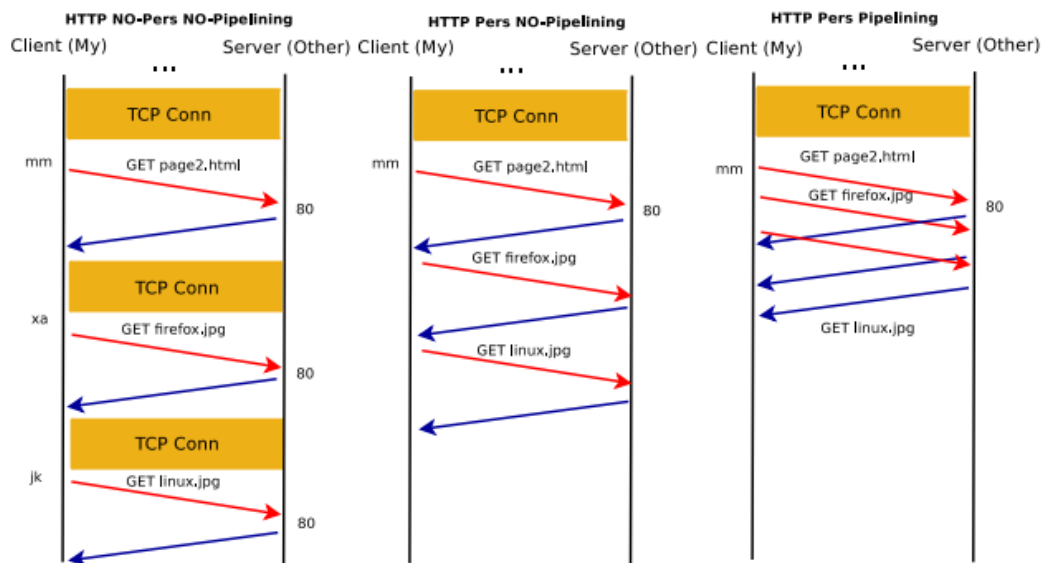 HTTP NO-Pers NO-Pipelining
Client (My)
Server (Other)
...
TCP Conn
mm
GET page2.html
80
TCP Conn
xa
GET firefox.jpg
80
TCP Conn
jk
GET linux.jpg
80
HTTP Pers NO-Pipelining
Client (My)
Server (Other)
...
TCP Conn
mm
GET page2.html
80
GET firefox.jpg
GET linux.jpg
HTTP Pers Pipelining
Client (My)
Server (Other)
...
TCP Conn
mm
GET page2.html
GET firefox.jpg
80
GET linux.jpg